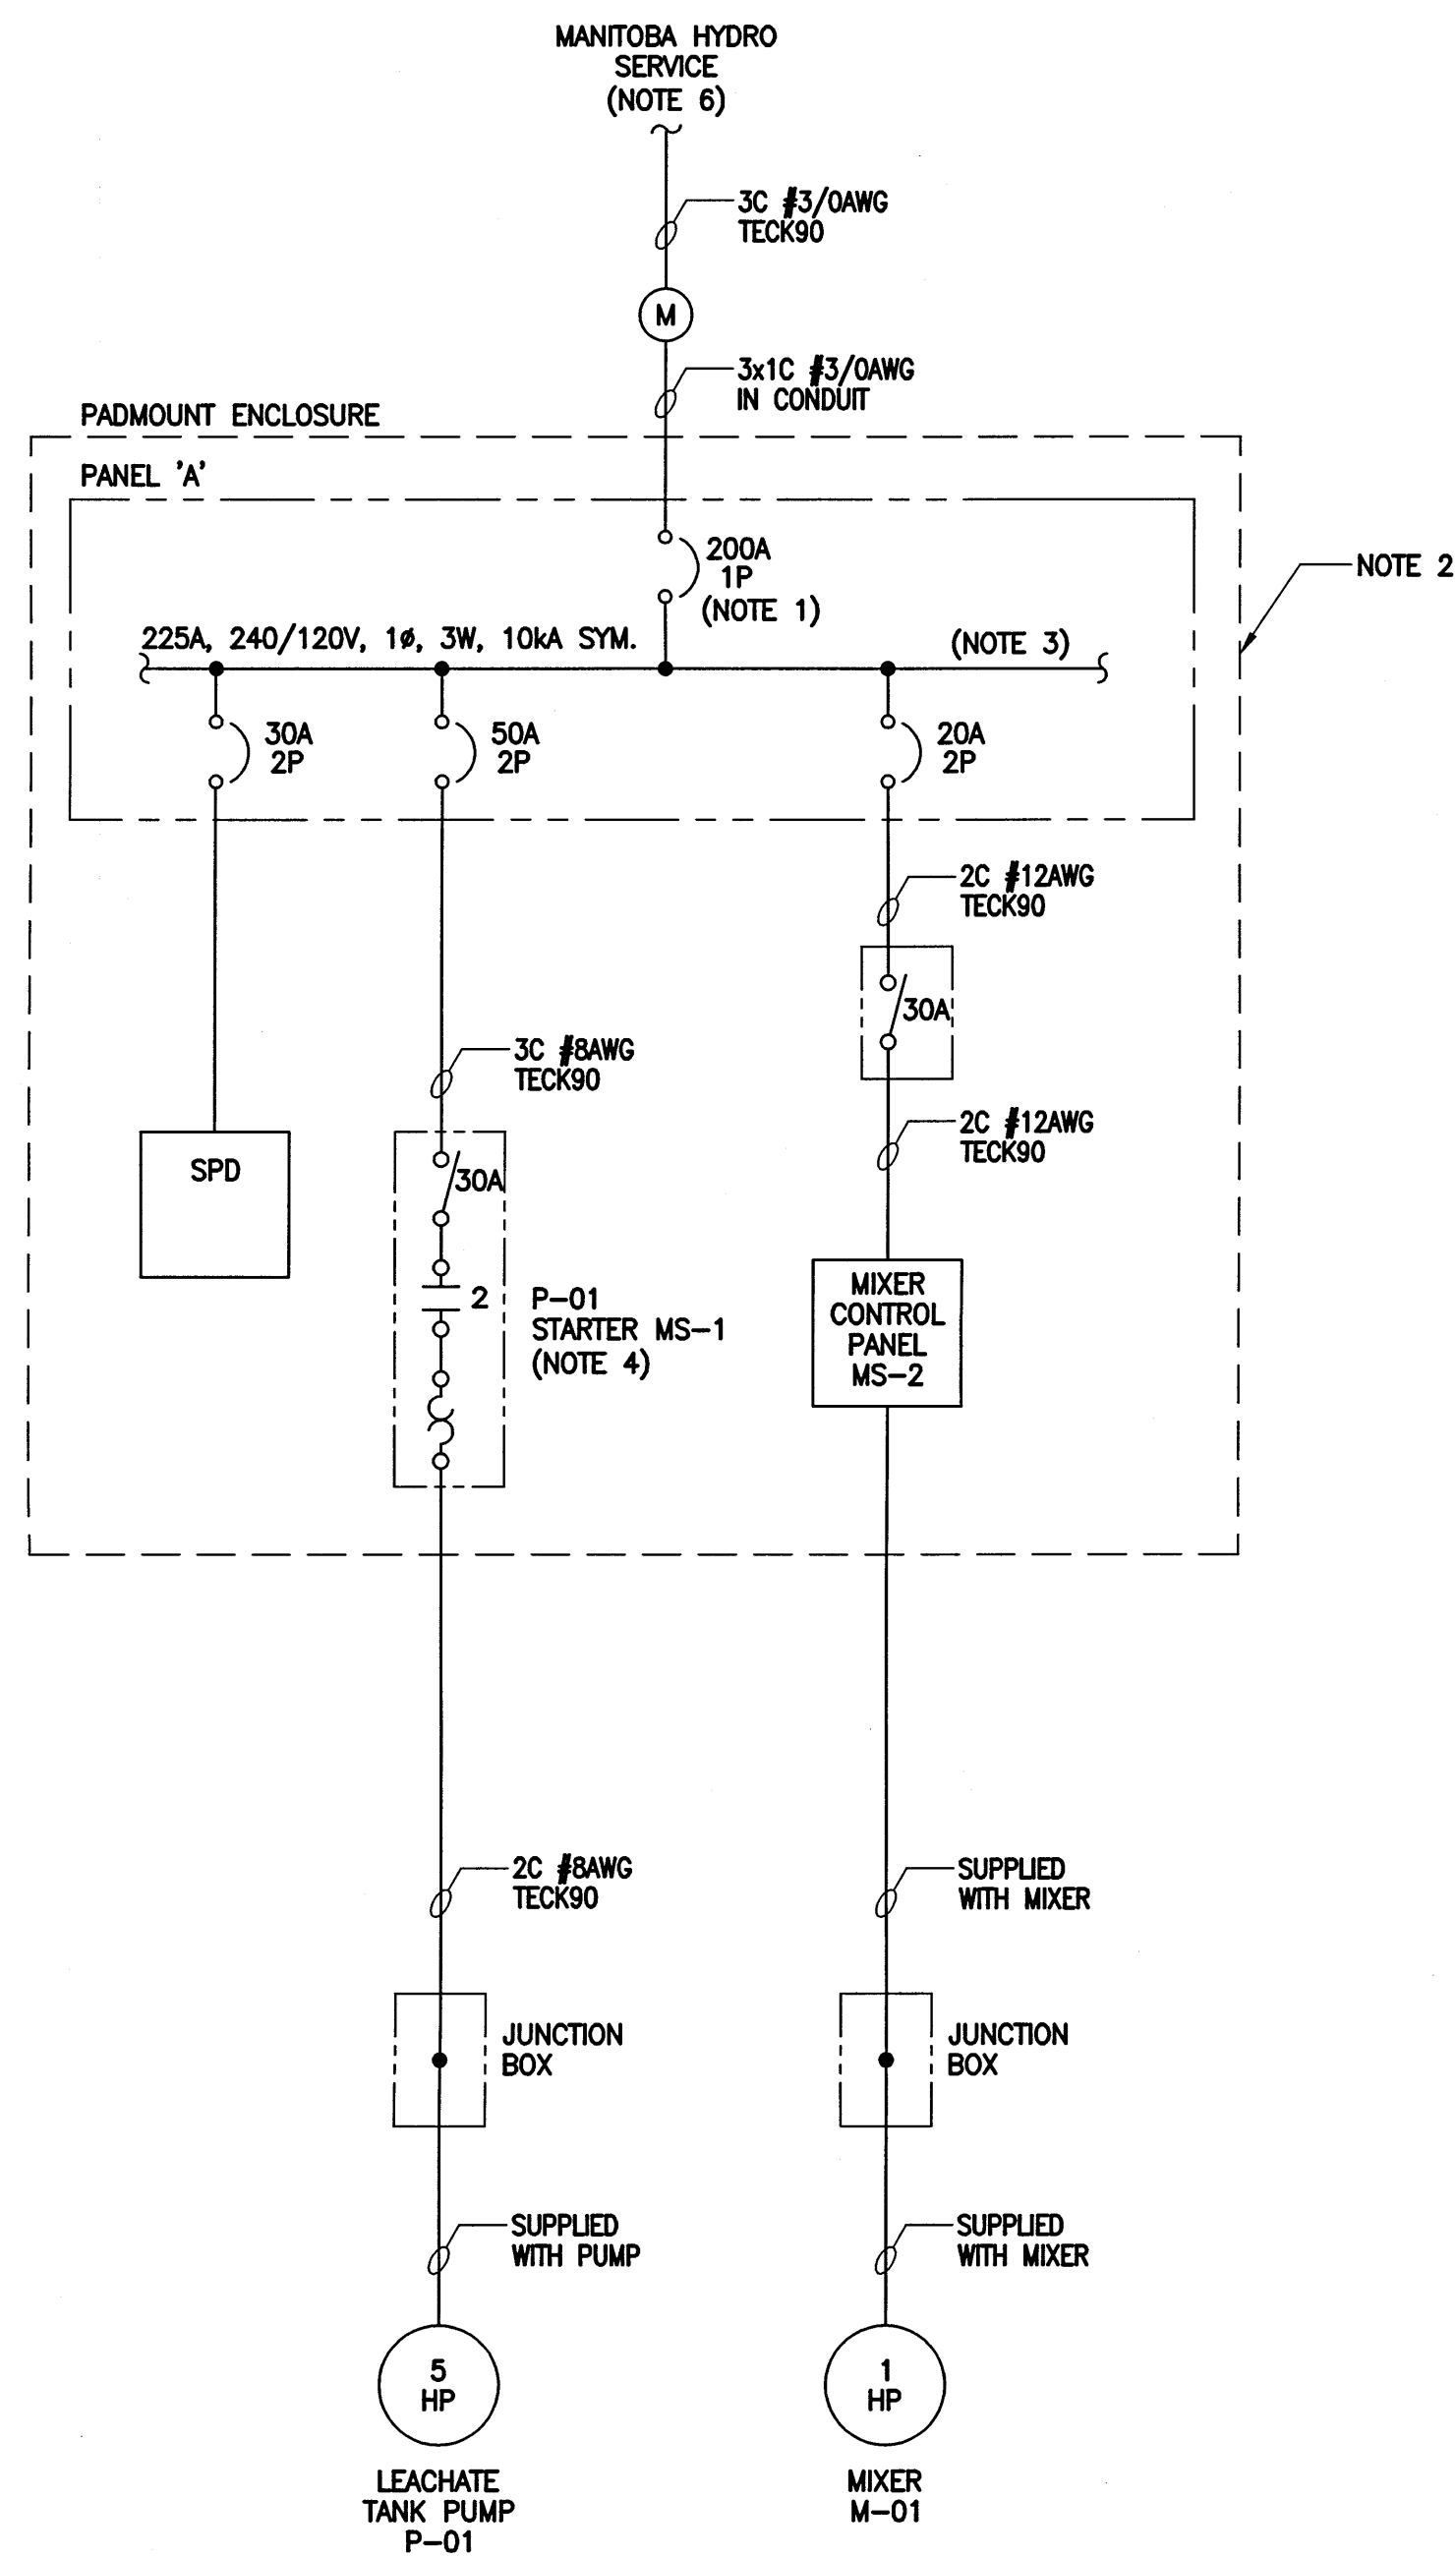 MANITOBA HYDRO
SERVICE
(NOTE 6)
3C #3/0AWG
TECK90
M
3x1C #3/0AWG
IN CONDUIT
PADMOUNT ENCLOSURE
PANEL 'A'
200A
1P
(NOTE 1)
NOTE 2
225A, 240/120V, 1ø, 3W, 10kA SYM.
(NOTE 3)
30A
2P
50A
2P
20A
2P
2C #12AWG
TECK90
30A
3C #8AWG
TECK90
2C #12AWG
TECK90
SPD
30A
2
P-01
STARTER MS-1
(NOTE 4)
MIXER
CONTROL
PANEL
MS-2
2C #8AWG
TECK90
SUPPLIED
WITH MIXER
JUNCTION
BOX
JUNCTION
BOX
SUPPLIED
WITH PUMP
SUPPLIED
WITH MIXER
5
HP
1
HP
LEACHATE
TANK PUMP
P-01
MIXER
M-01